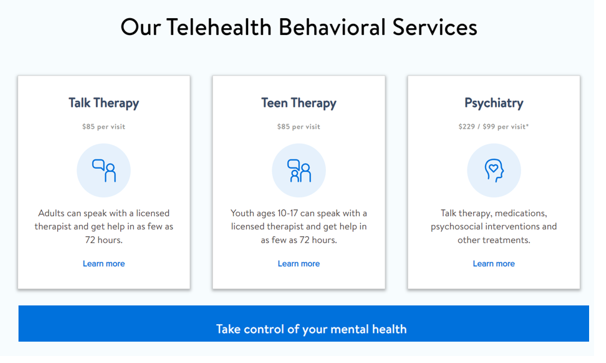 Our Telehealth Behavioral Services
Talk Therapy
$85 per visit
Adults can speak with a licensed
therapist and get help in as few as
72 hours.
Learn more
Teen Therapy
$85 per visit
Youth ages 10-17 can speak with a
licensed therapist and get help in
as few as 72 hours.
Learn more
Psychiatry
$229 / $99 per visit*
Talk therapy, medications,
psychosocial interventions and
other treatments.
Learn more
Take control of your mental health